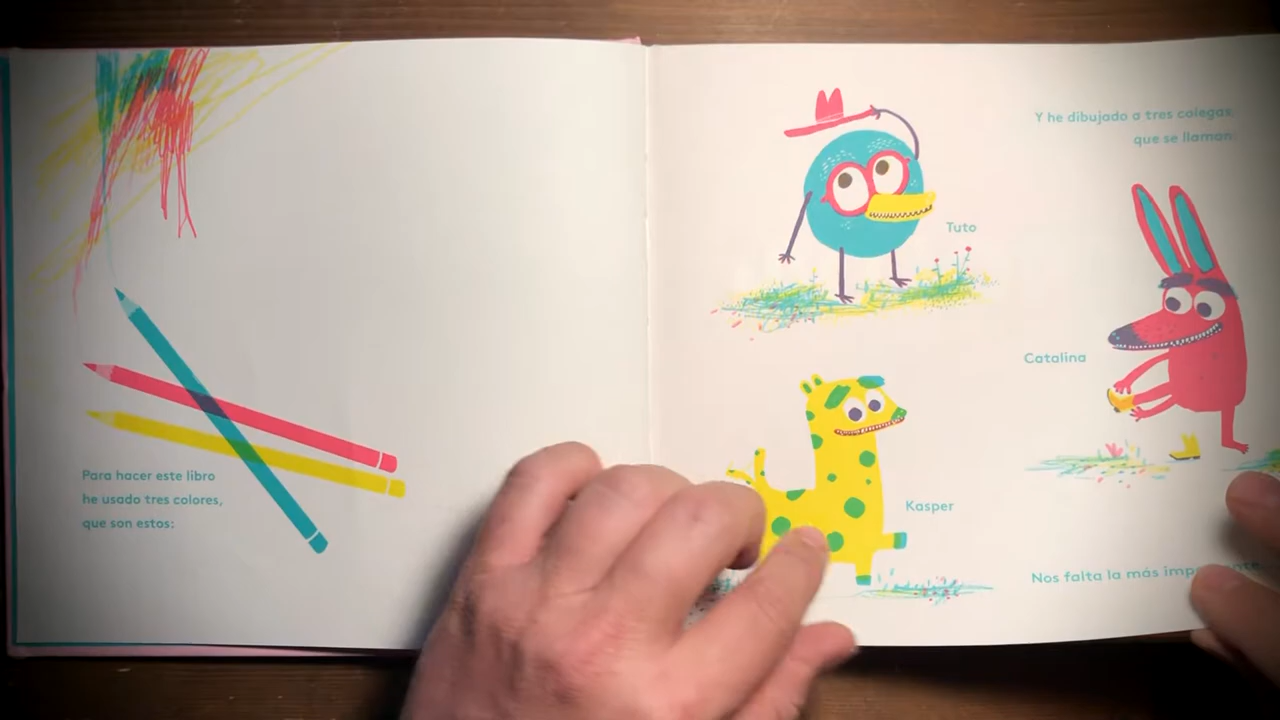 Para hacer este libro
he usado tres colores,
que son estos:
Y he dibujado a tres colegas,
que se llaman:
Tuto
Catalina
Kasper
Nos falta la más